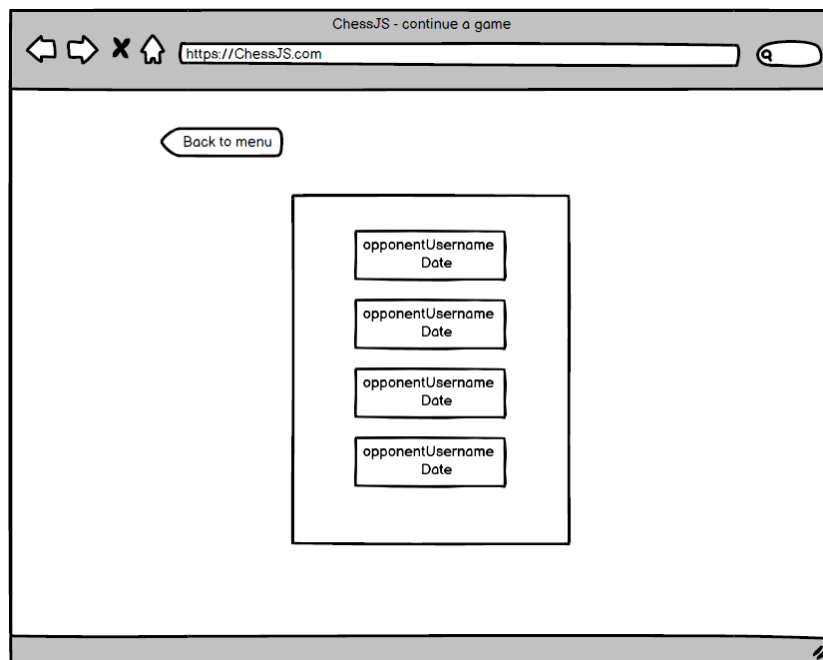 ChessJS - continue a game
https://ChessJS.com
Back to menu
opponentUsername
Date
opponentUsername
Date
opponentUsername
Date
opponentUsername
Date